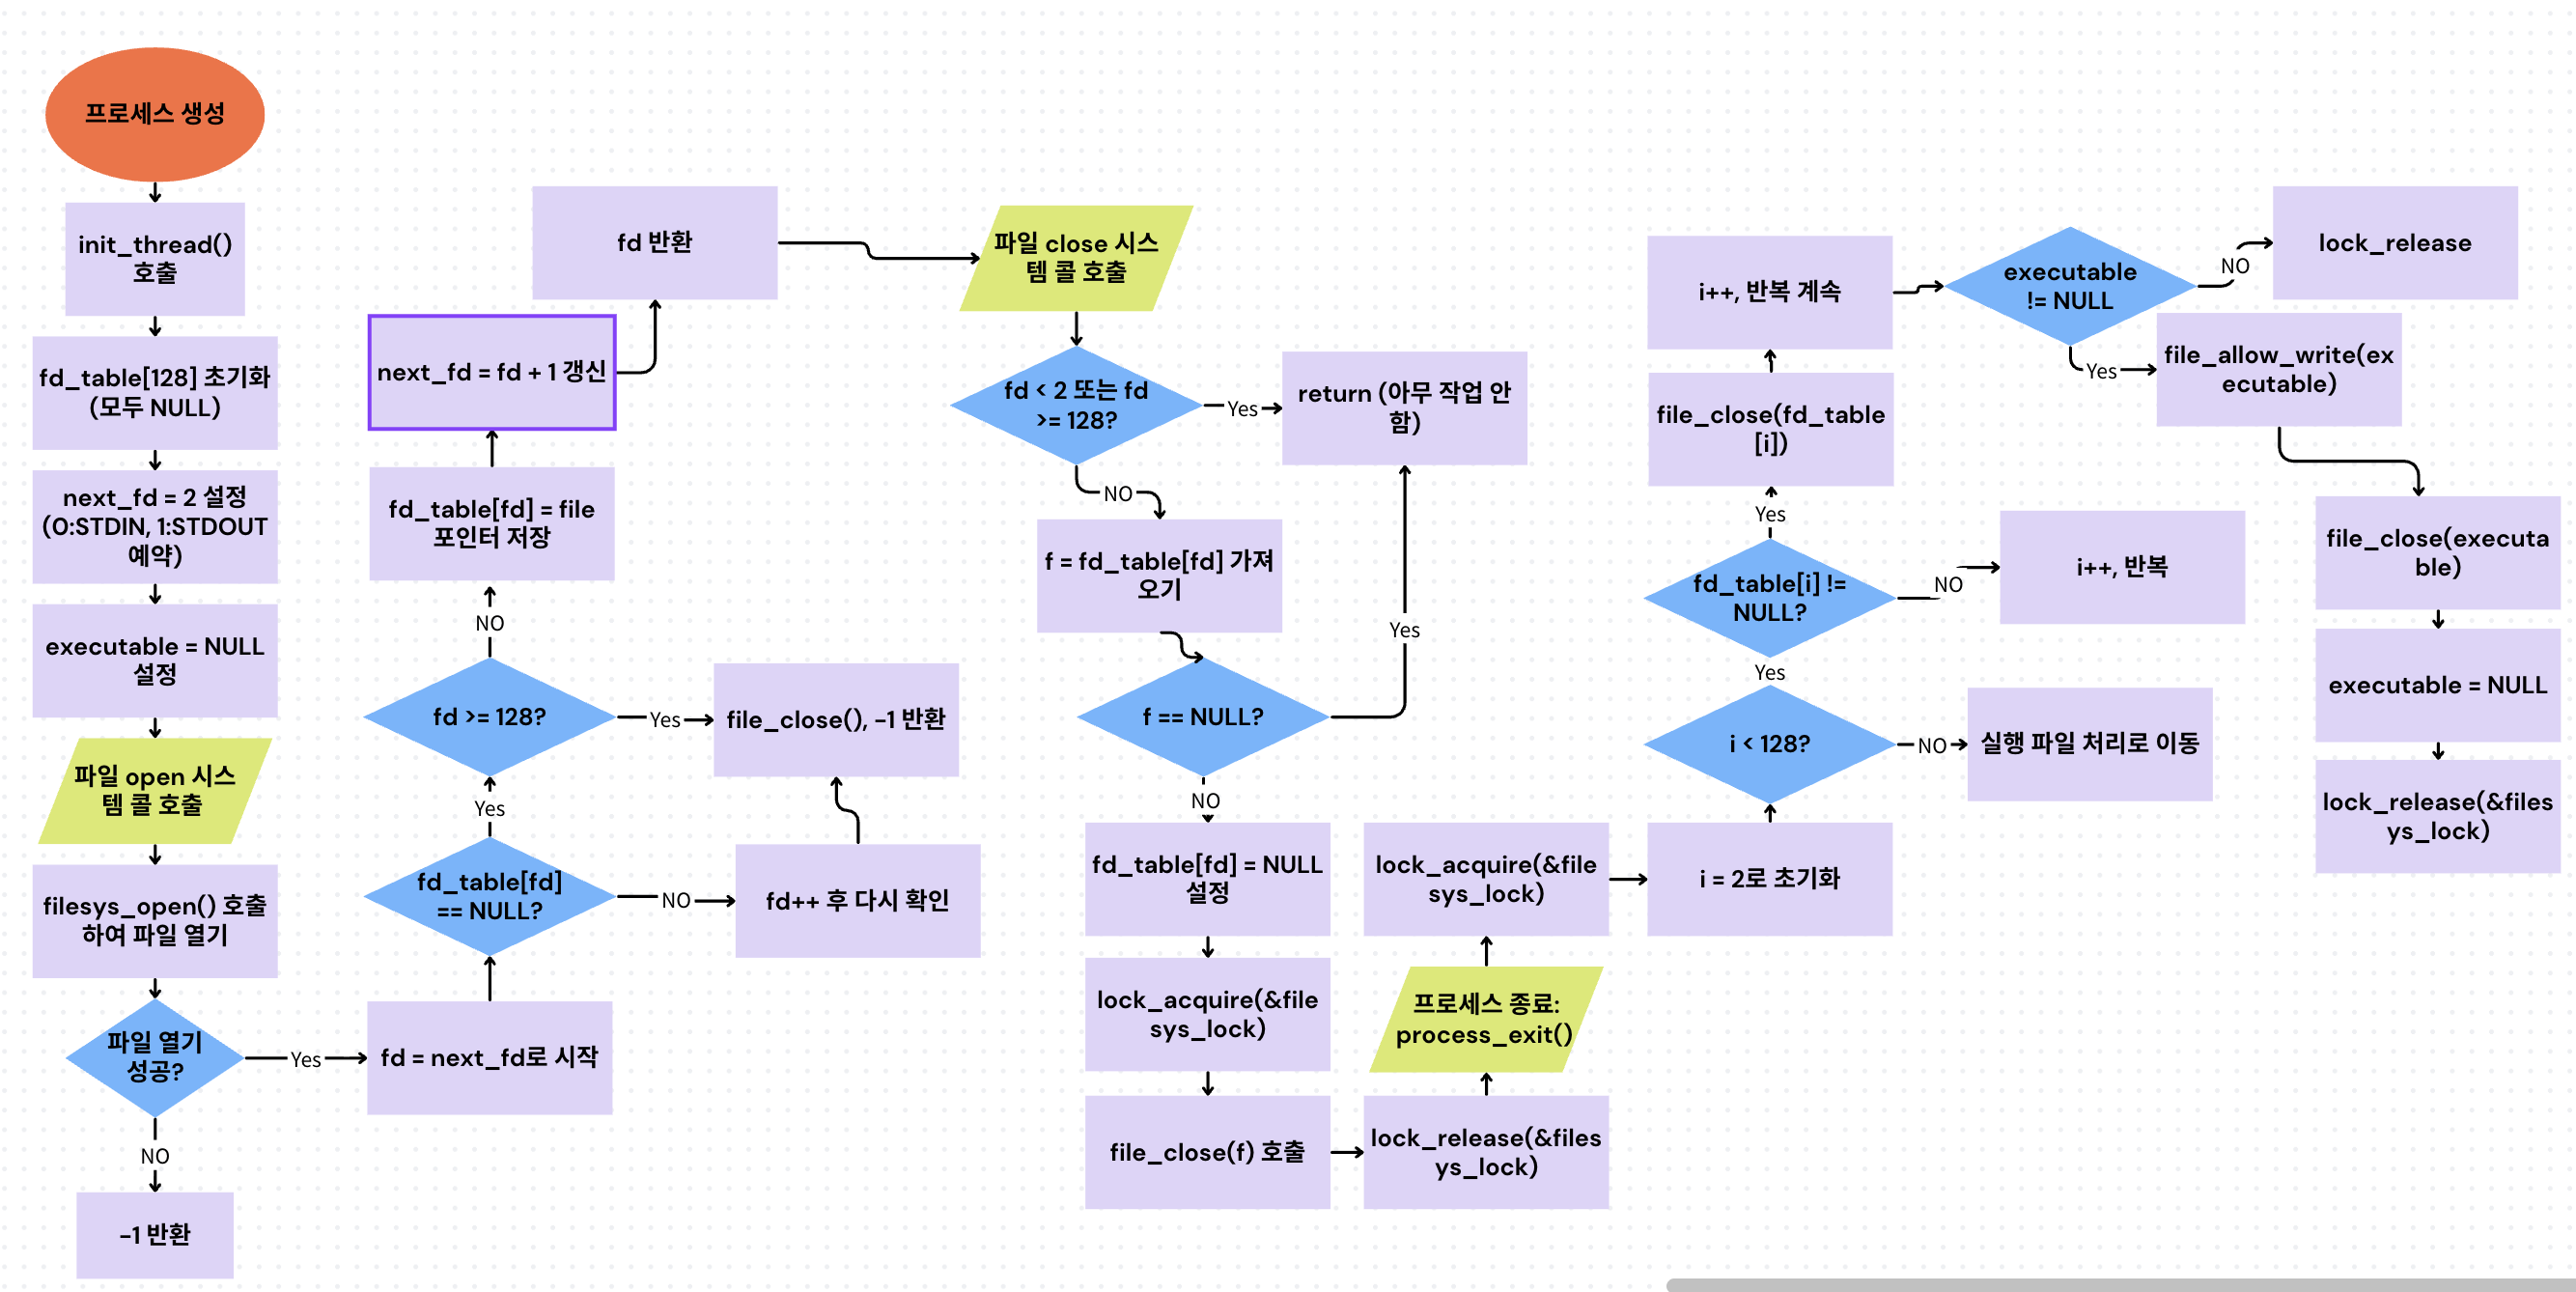 프로세스 생성
init_thread()
호출
fd_table[128] 초기화
(모두 NULL)
next_fd = 2 설정
(0:STDIN, 1:STDOUT
예약)
executable = NULL
설정
파일 open 시스
템 콜 호출
filesys_open() 호출
하여 파일 열기
파일 열기
성공?
NO
-1 반환
Yes
fd = next_fd로 시작
fd_table[fd]
== NULL?
NO
fd++ 후 다시 확인
Yes
fd >= 128?
Yes
file_close(), -1 반환
NO
fd_table[fd] = file
포인터 저장
next_fd = fd + 1 갱신
fd 반환
파일 close 시스
템 콜 호출
fd < 2 또는 fd
>= 128?
Yes
return (아무 작업 안
함)
NO
f = fd_table[fd] 가져
오기
f == NULL?
Yes
NO
fd_table[fd] = NULL
설정
lock_acquire(&file
sys_lock)
file_close(f) 호출
lock_release(&files
ys_lock)
프로세스 종료:
process_exit()
lock_acquire(&file
sys_lock)
i = 2로 초기화
i < 128?
NO
실행 파일 처리로 이동
Yes
fd_table[i] !=
NULL?
NO
i++, 반복
Yes
file_close(fd_table
[i])
i++, 반복 계속
executable
!= NULL
NO
lock_release
Yes
file_allow_write(ex
ecutable)
file_close(executa
ble)
executable = NULL
lock_release(&files
ys_lock)